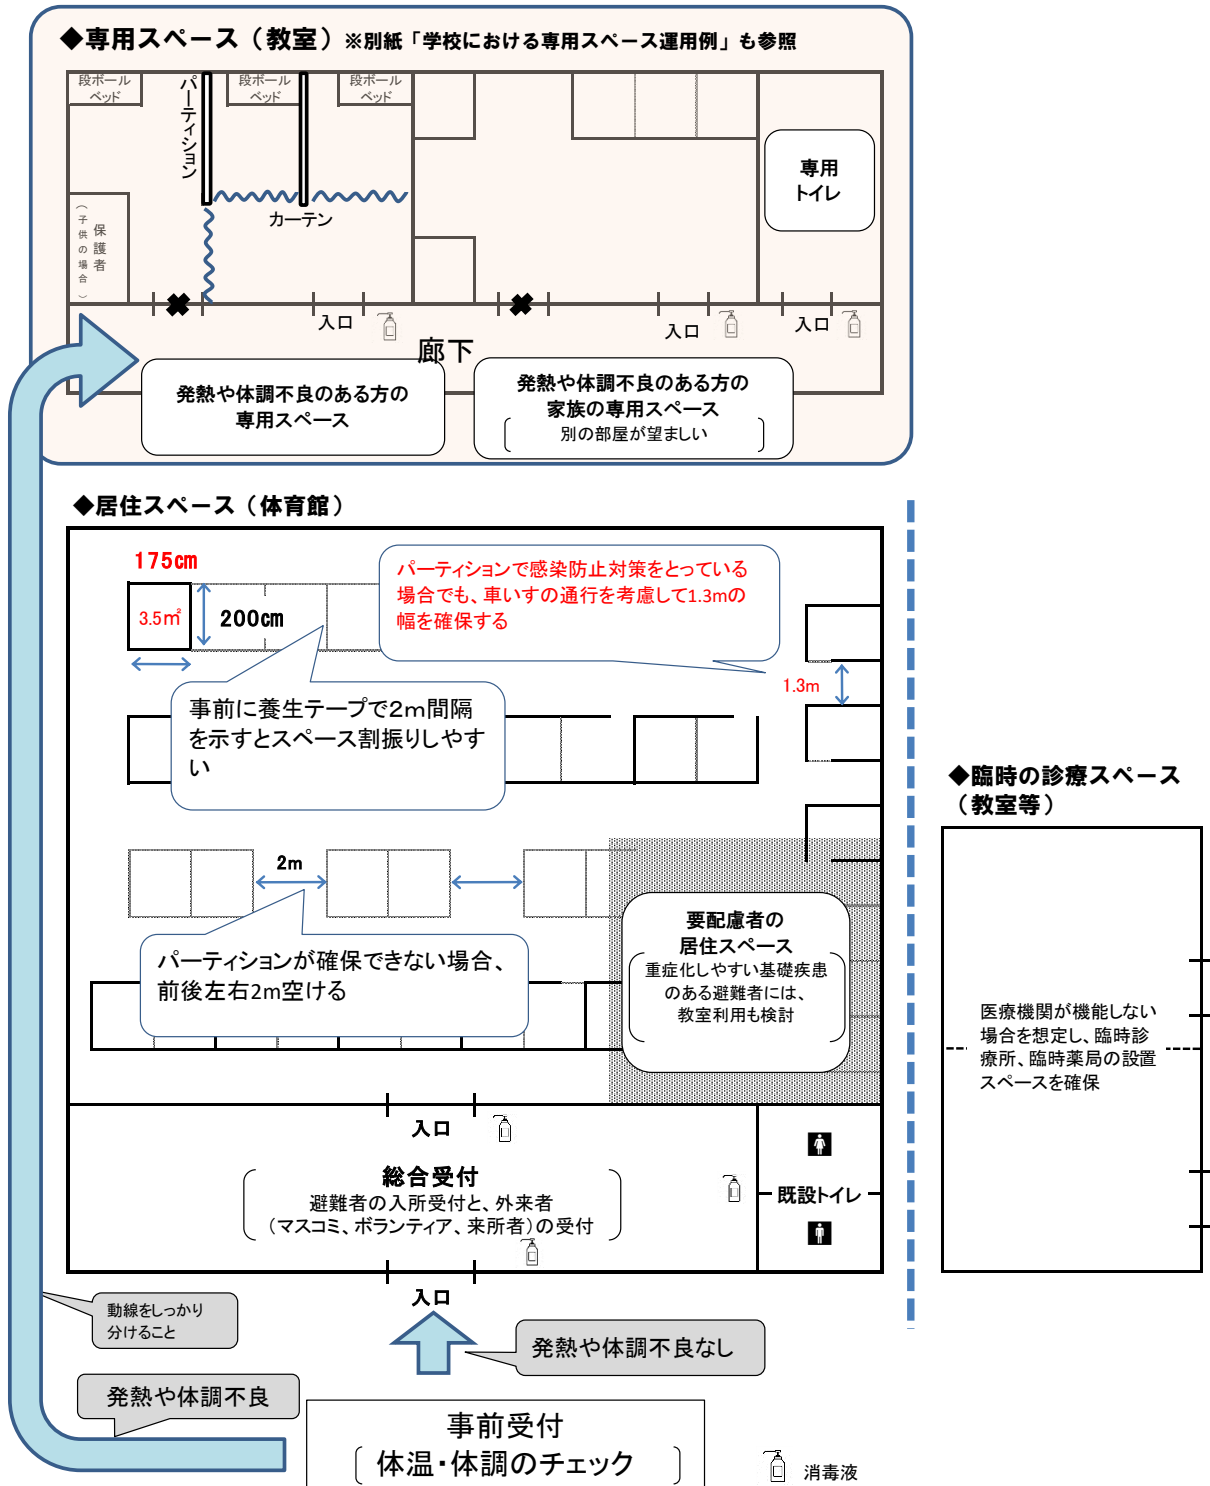 ◆専用スペース（教室）※別紙「学校における専用スペース運用例」も参照
段ボール
ベッド
パーティション
段ボール
ベッド
段ボール
ベッド
カーテン
保護者
（子供の場合）
専用
トイレ
入口
入口
入口
廊下
発熱や体調不良のある方の
専用スペース
発熱や体調不良のある方の
家族の専用スペース
別の部屋が望ましい
◆居住スペース（体育館）
175㎝
3.5㎡
200㎝
パーティションで感染防止対策をとっている
場合でも、車いすの通行を考慮して1.3mの
幅を確保する
1.3m
事前に養生テープで２ｍ間隔
を示すとスペース割振りしやす
い
2m
パーティションが確保できない場合、
前後左右2m空ける
要配慮者の
居住スペース
重症化しやすい基礎疾患
のある避難者には、
教室利用も検討
入口
総合受付
避難者の入所受付と、外来者
（マスコミ、ボランティア、来所者）の受付
既設トイレ
入口
◆臨時の診療スペース
（教室等）
医療機関が機能しない
場合を想定し、臨時診
療所、臨時薬局の設置
スペースを確保
動線をしっかり
分けること
発熱や体調不良なし
発熱や体調不良
事前受付
体温・体調のチェック
消毒液